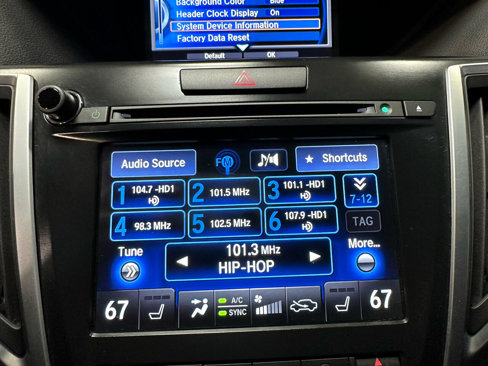 Background Color Blue
Header Clock Display On
System Device Information
Factory Data Reset
Default OK
Audio Source
FM
★ Shortcuts
1 104.7 -HD1
2 101.5 MHz
3 101.1 -HD1
7-12
4 98.3 MHz
5 102.5 MHz
6 107.9 -HD1
TAG
Tune
101.3 MHz
HIP-HOP
More...
67
A/C
SYNC
67